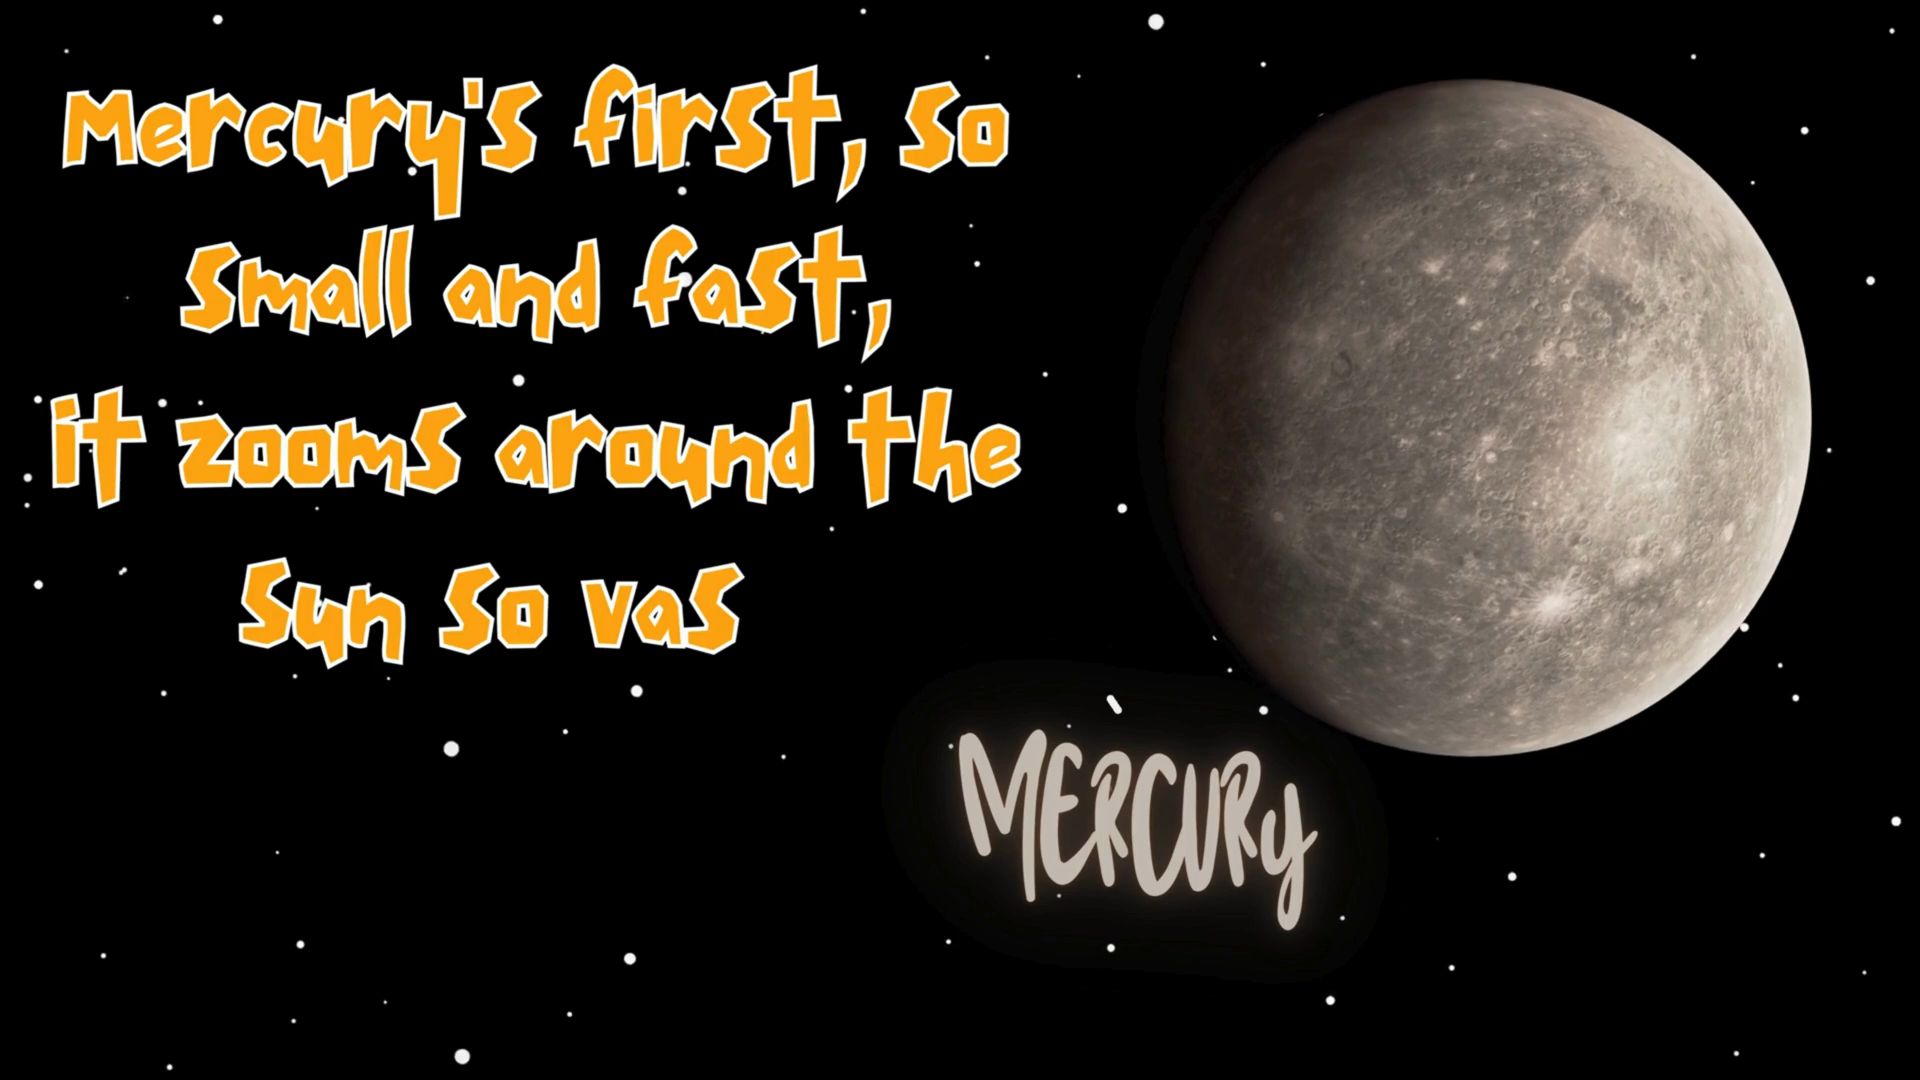 Mercury's first, so
small and fast,
it zooms around the
Sun so vas
MERCURY